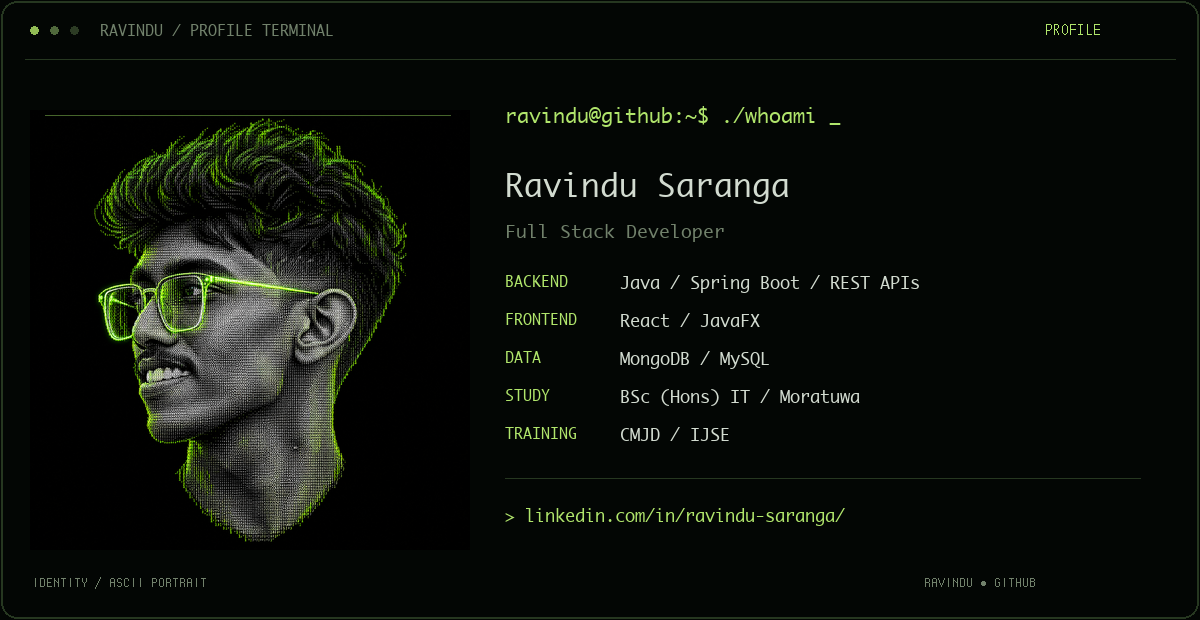 RAVINDU / PROFILE TERMINAL
PROFILE
ravindu@github:~$ ./whoami _
Ravindu Saranga
Full Stack Developer
BACKEND Java / Spring Boot / REST APIs
FRONTEND React / JavaFX
DATA MongoDB / MySQL
STUDY BSc (Hons) IT / Moratuwa
TRAINING CMJD / IJSE
> linkedin.com/in/ravindu-saranga/
IDENTITY / ASCII PORTRAIT
RAVINDU ● GITHUB